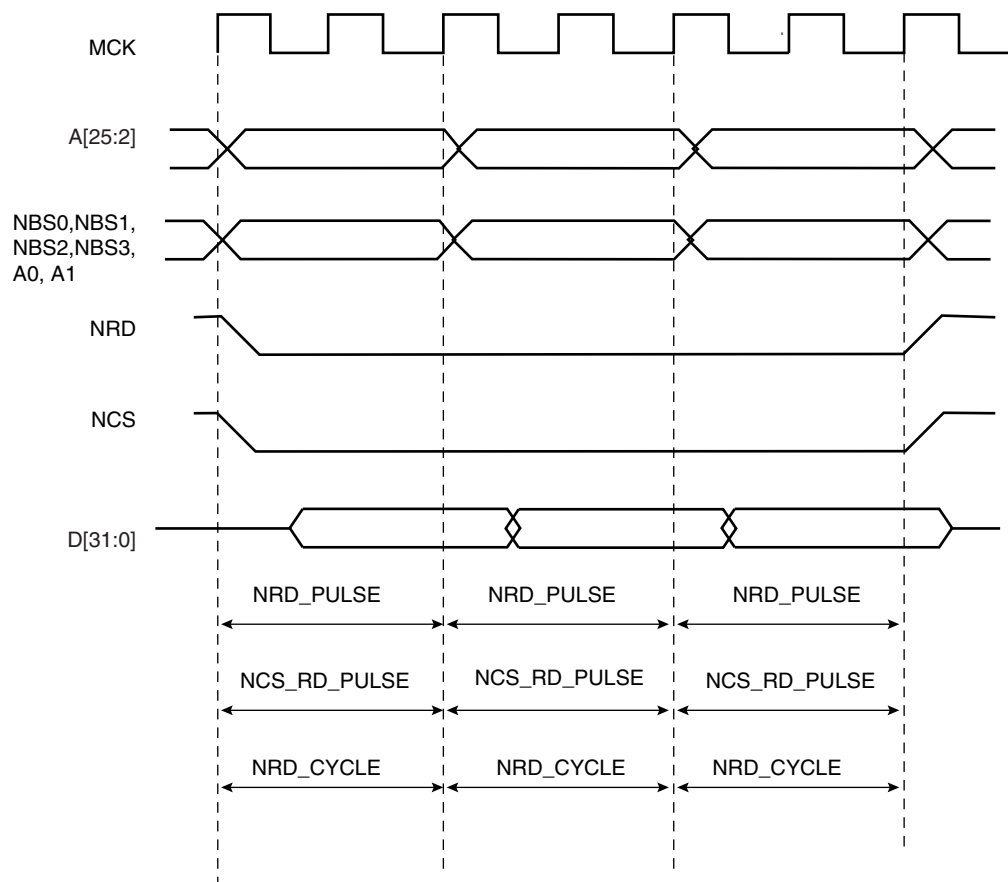 MCK
A[25:2]
NBS0,NBS1,
NBS2,NBS3,
A0, A1
NRD
NCS
D[31:0]
NRD_PULSE NRD_PULSE NRD_PULSE
NCS_RD_PULSE NCS_RD_PULSE NCS_RD_PULSE
NRD_CYCLE NRD_CYCLE NRD_CYCLE